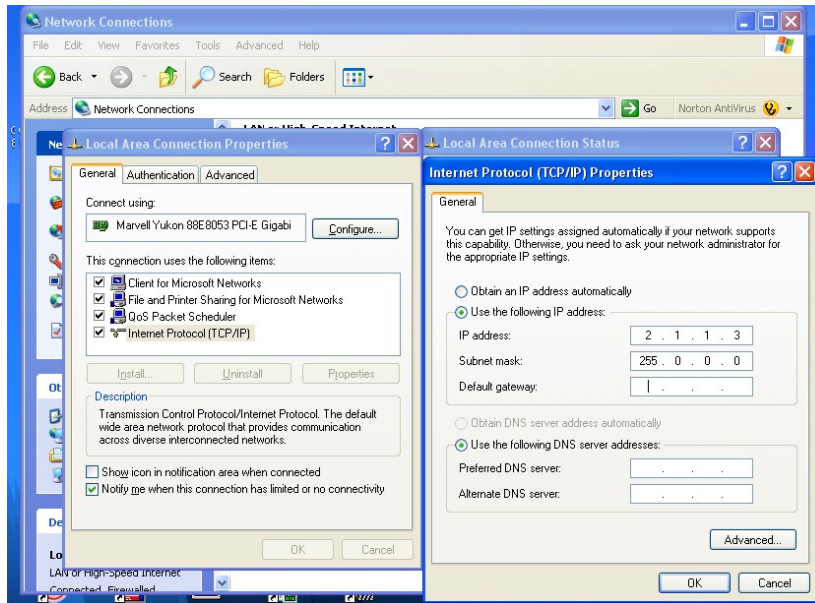 Network Connections
File Edit View Favorites Tools Advanced Help
Back Search Folders
Address Network Connections Go Norton AntiVirus
LAN or High-Speed Internet
Local Area Connection Properties
General Authentication Advanced
Connect using:
Marvell Yukon 88E8053 PCI-E Gigabi Configure...
This connection uses the following items:
Client for Microsoft Networks
File and Printer Sharing for Microsoft Networks
QoS Packet Scheduler
Internet Protocol (TCP/IP)
Install... Uninstall Properties
Description
Transmission Control Protocol/Internet Protocol. The default
wide area network protocol that provides communication
across diverse interconnected networks.
Show icon in notification area when connected
Notify me when this connection has limited or no connectivity
OK Cancel
Local Area Connection Status
Internet Protocol (TCP/IP) Properties
General
You can get IP settings assigned automatically if your network supports
this capability. Otherwise, you need to ask your network administrator for
the appropriate IP settings.
Obtain an IP address automatically
Use the following IP address:
IP address: 2 . 1 . 1 . 3
Subnet mask: 255 . 0 . 0 . 0
Default gateway: . . .
Obtain DNS server address automatically
Use the following DNS server addresses:
Preferred DNS server: . . .
Alternate DNS server: . . .
Advanced...
OK Cancel
Ne
Ot
De
Lo
LAN or High-Speed Internet
Connected, Firewalled